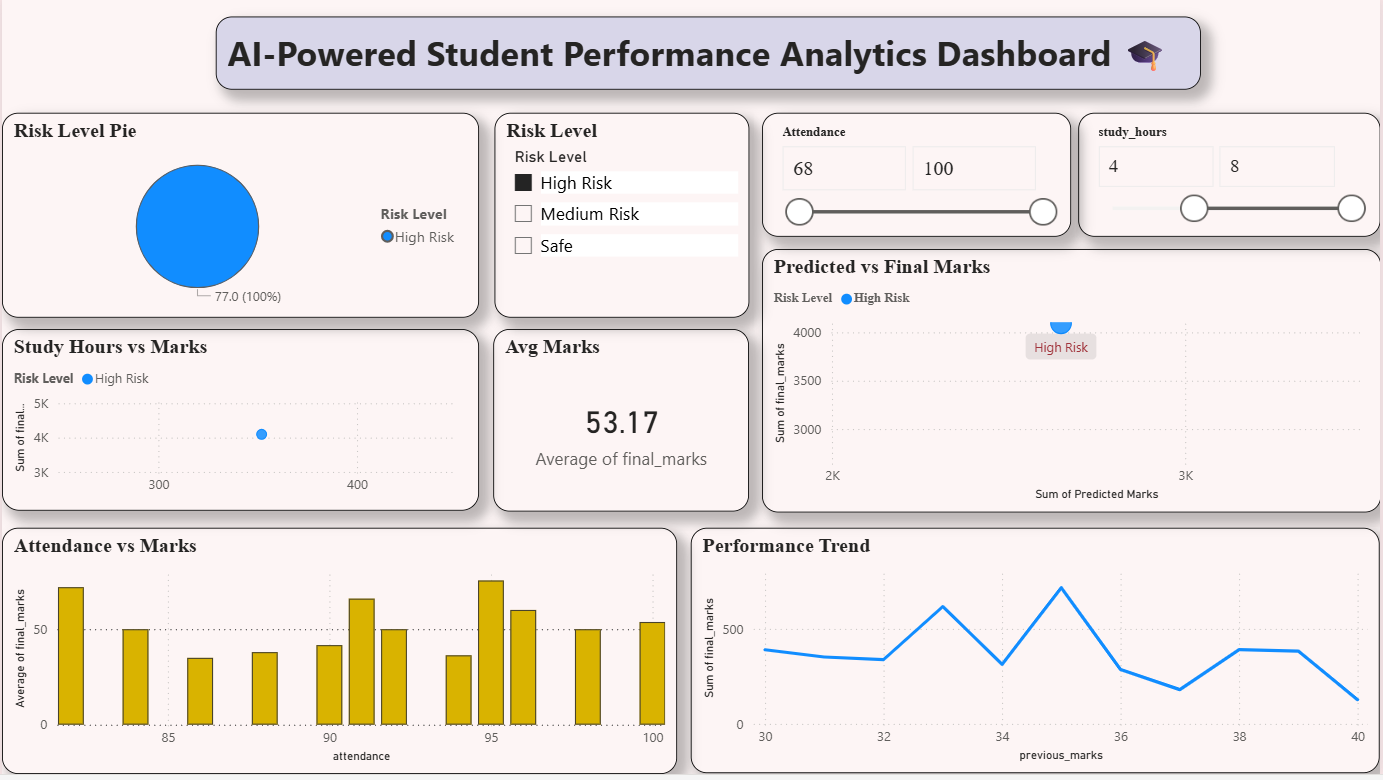 AI-Powered Student Performance Analytics Dashboard 🎓
Risk Level Pie
Risk Level
High Risk
77.0 (100%)
Risk Level
Risk Level
High Risk
Medium Risk
Safe
Attendance
68 100
study_hours
4 8
Study Hours vs Marks
Risk Level High Risk
Sum of final...
5K
4K
3K
300 400
Avg Marks
53.17
Average of final_marks
Predicted vs Final Marks
Risk Level High Risk
Sum of final_marks
4000
3500
3000
High Risk
2K 3K
Sum of Predicted Marks
Attendance vs Marks
Average of final_marks
50
0
85 90 95 100
attendance
Performance Trend
Sum of final_marks
500
0
30 32 34 36 38 40
previous_marks